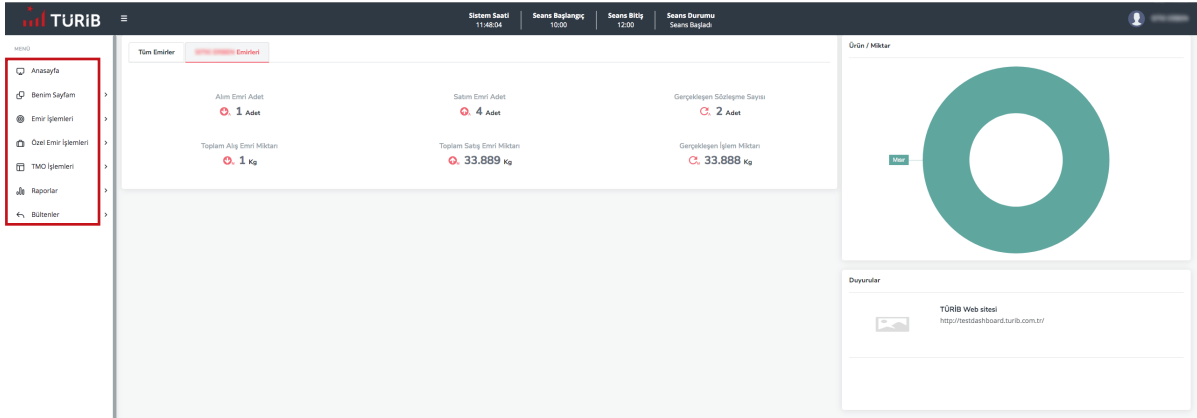 TÜRİB
Sistem Saati
11:48:04
Seans Başlangıç
10:00
Seans Bitiş
12:00
Seans Durumu
Seans Başladı
MENÜ
Anasayfa
Benim Sayfam
Emir İşlemleri
Özel Emir İşlemleri
TMO İşlemleri
Raporlar
Bültenler
Tüm Emirler
Emirleri
Alım Emri Adet
1 Adet
Satım Emri Adet
4 Adet
Gerçekleşen Sözleşme Sayısı
2 Adet
Toplam Alış Emri Miktarı
1 Kg
Toplam Satış Emri Miktarı
33.889 Kg
Gerçekleşen İşlem Miktarı
33.888 Kg
Ürün / Miktar
Mısır
Duyurular
TÜRİB Web sitesi
http://testdashboard.turib.com.tr/